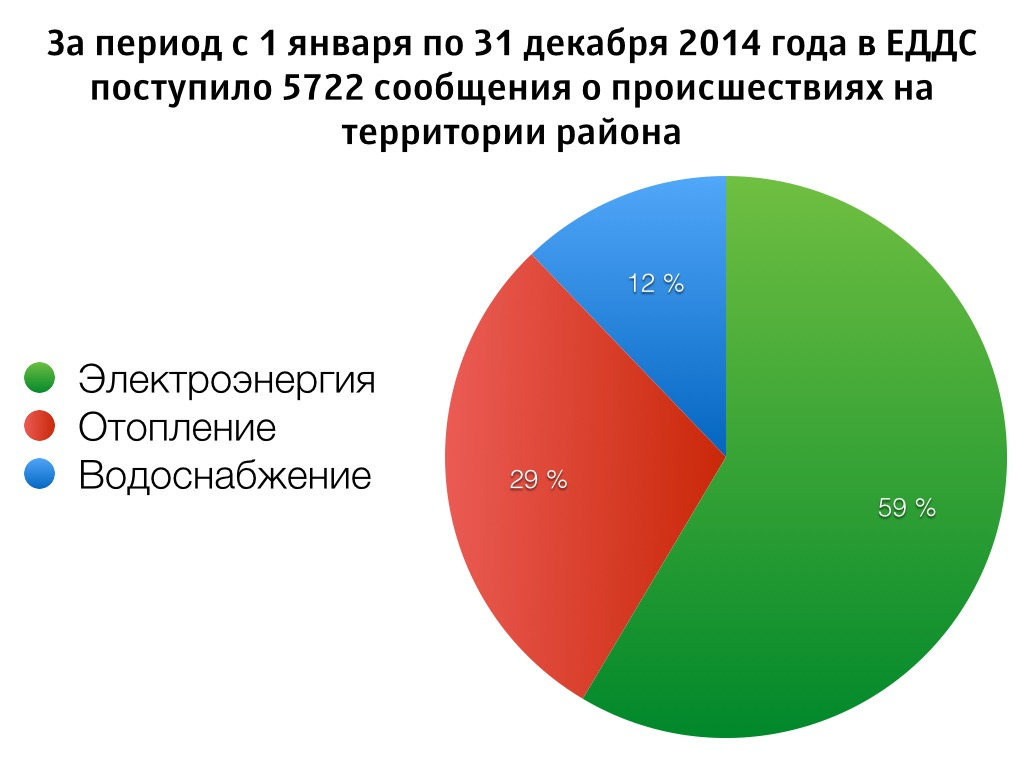 За период с 1 января по 31 декабря 2014 года в ЕДДС
поступило 5722 сообщения о происшествиях на
территории района
12 %
Электроэнергия
Отопление
Водоснабжение
29 %
59 %